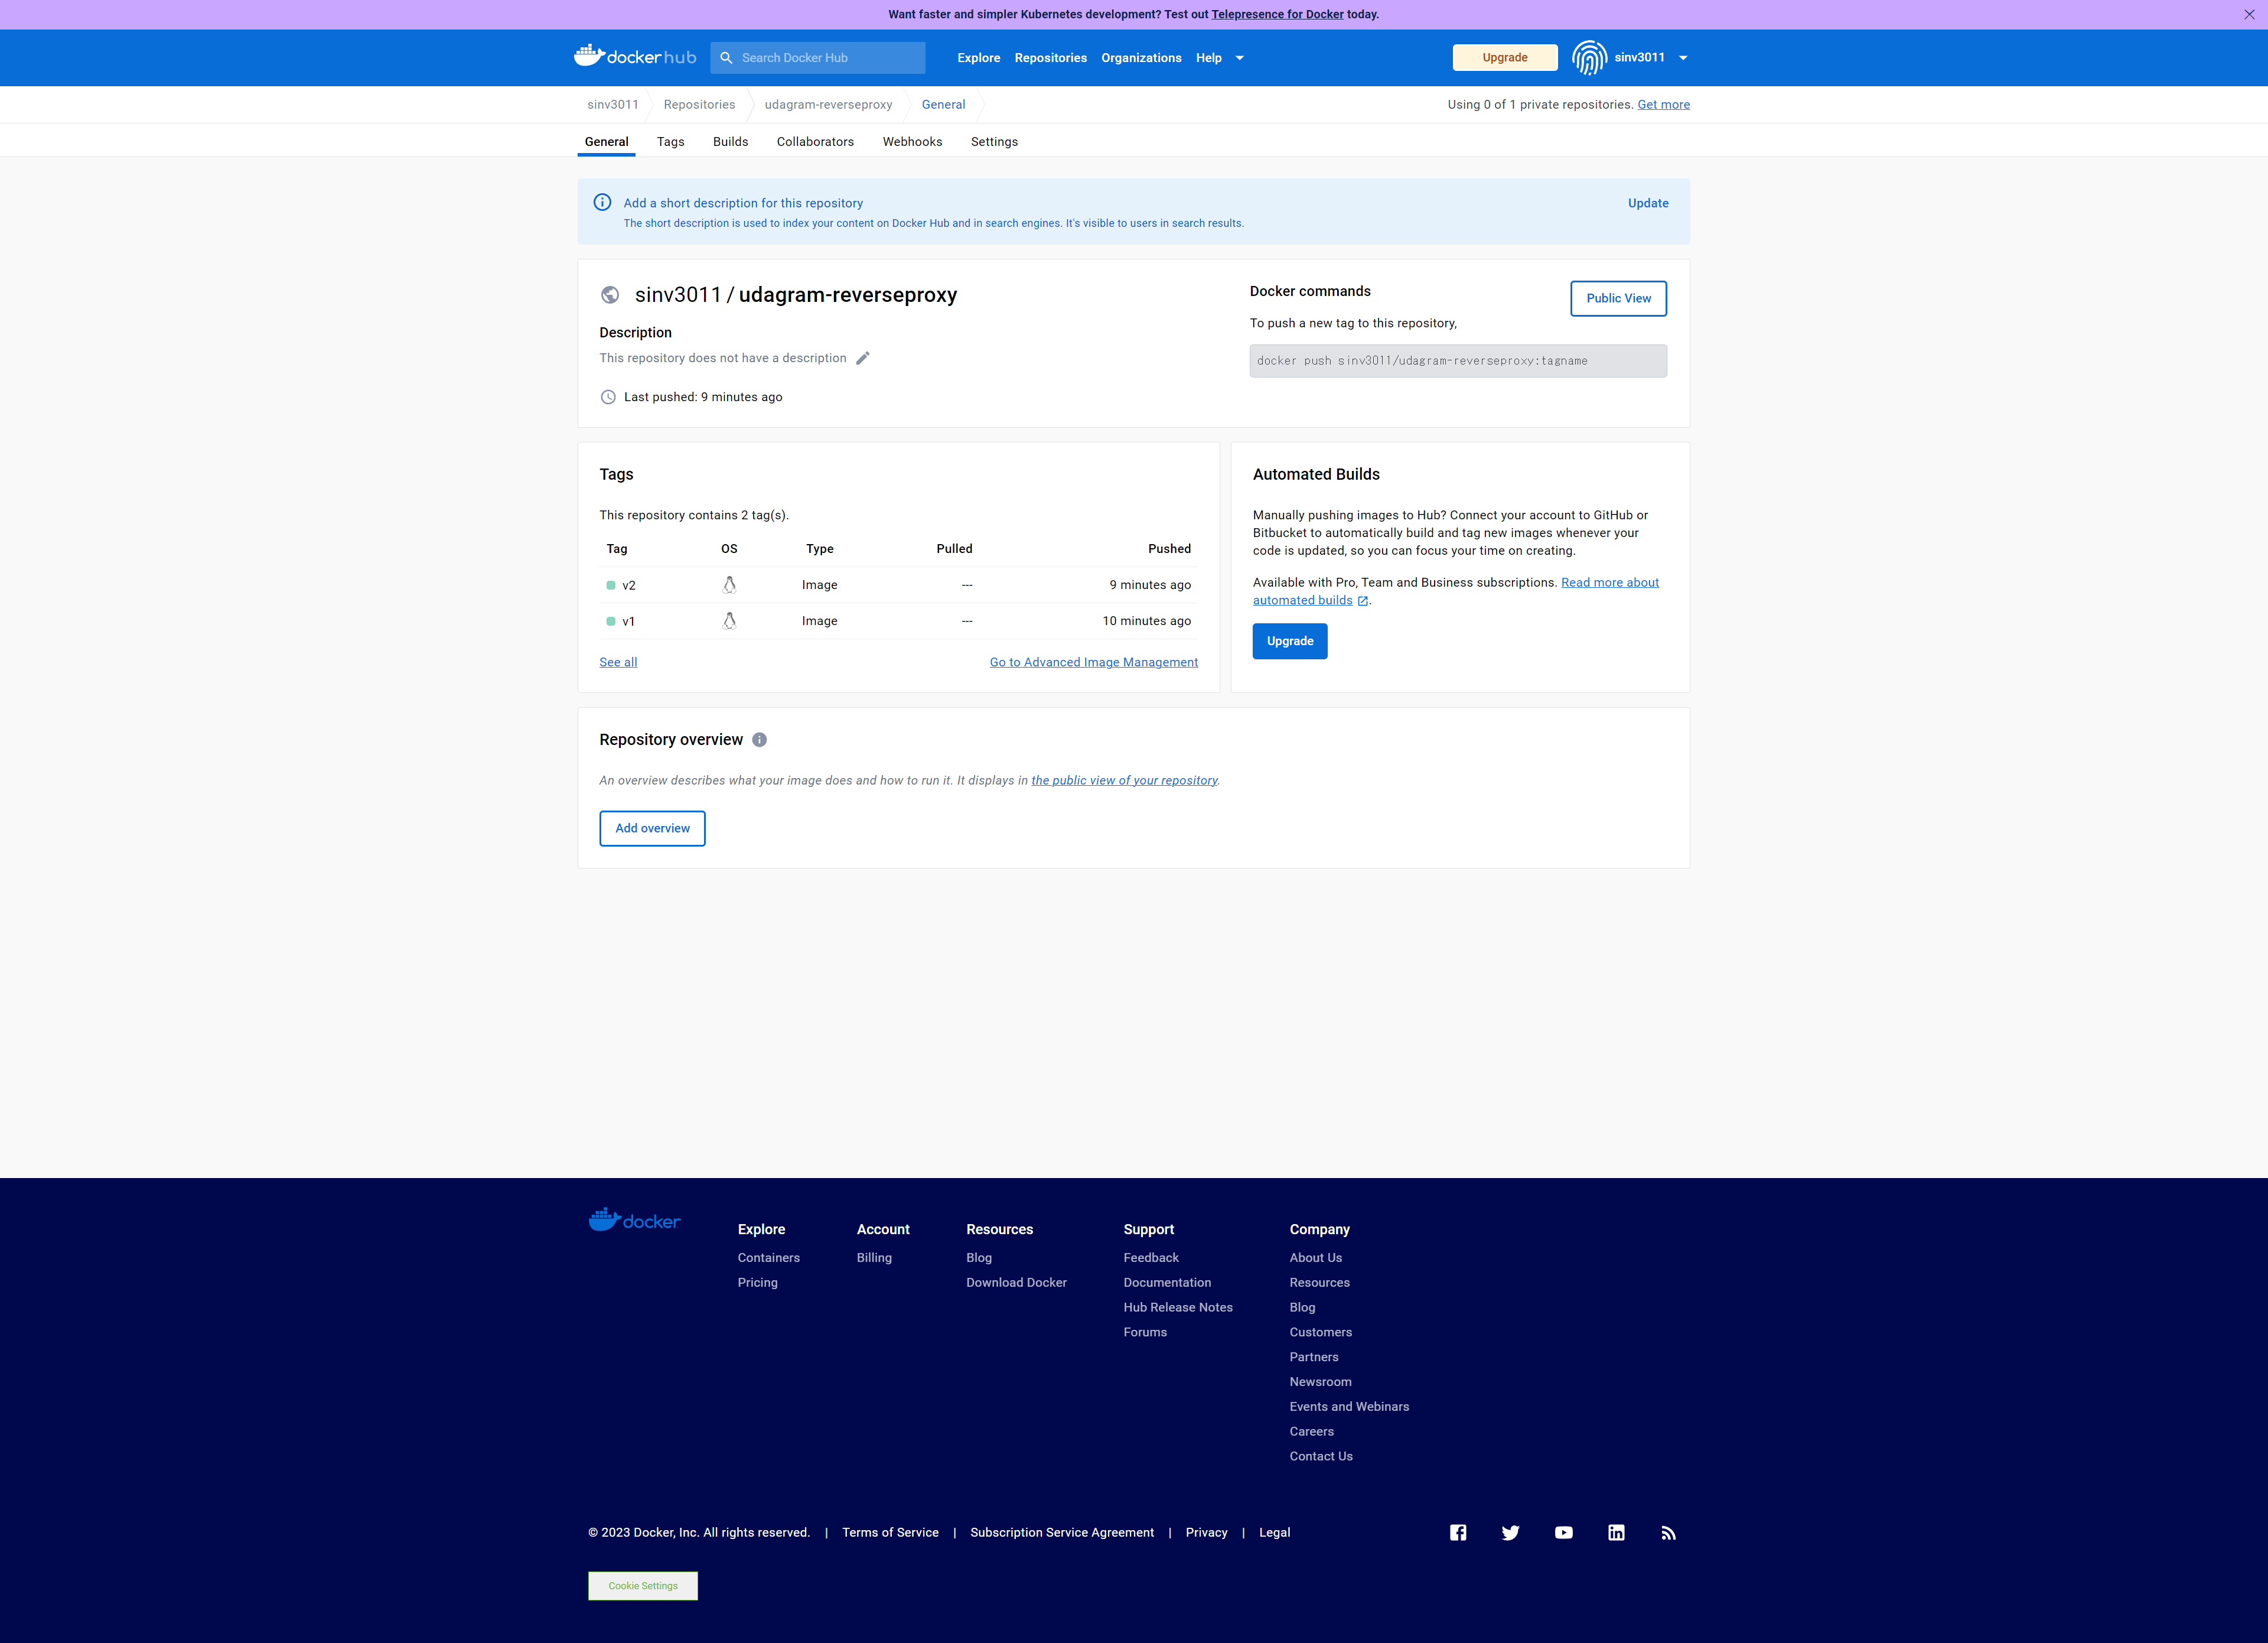 Want faster and simpler Kubernetes development? Test out Telepresence for Docker today.
dockerhub
Search Docker Hub
Explore
Repositories
Organizations
Help
Upgrade
sinv3011
sinv3011
Repositories
udagram-reverseproxy
General
Using 0 of 1 private repositories. Get more
General
Tags
Builds
Collaborators
Webhooks
Settings
Add a short description for this repository
Update
The short description is used to index your content on Docker Hub and in search engines. It's visible to users in search results.
sinv3011 / udagram-reverseproxy
Description
This repository does not have a description
Last pushed: 9 minutes ago
Docker commands
Public View
To push a new tag to this repository,
docker push sinv3011/udagram-reverseproxy:tagname
Tags
This repository contains 2 tag(s).
Tag OS Type Pulled Pushed
v2 Image --- 9 minutes ago
v1 Image --- 10 minutes ago
See all
Go to Advanced Image Management
Automated Builds
Manually pushing images to Hub? Connect your account to GitHub or
Bitbucket to automatically build and tag new images whenever your
code is updated, so you can focus your time on creating.
Available with Pro, Team and Business subscriptions. Read more about
automated builds .
Upgrade
Repository overview
An overview describes what your image does and how to run it. It displays in the public view of your repository.
Add overview
docker
Explore
Containers
Pricing
Account
Billing
Resources
Blog
Download Docker
Support
Feedback
Documentation
Hub Release Notes
Forums
Company
About Us
Resources
Blog
Customers
Partners
Newsroom
Events and Webinars
Careers
Contact Us
© 2023 Docker, Inc. All rights reserved. | Terms of Service | Subscription Service Agreement | Privacy | Legal
Cookie Settings